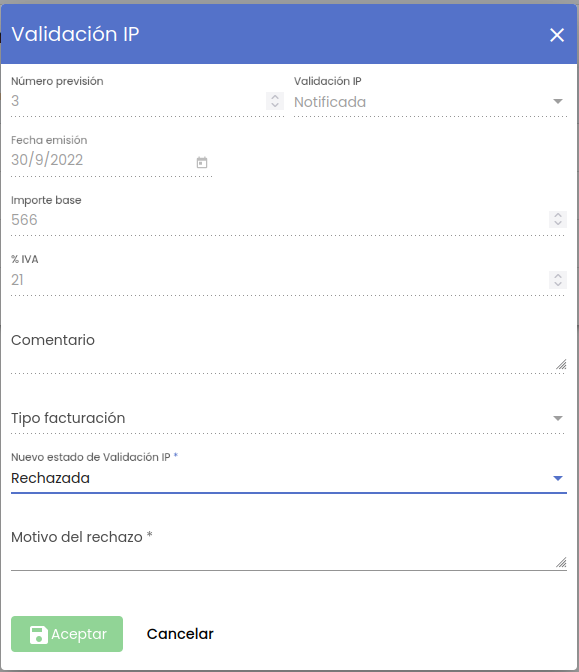 Validación IP
Número previsión
Validación IP
3
Notificada
Fecha emisión
30/9/2022
Importe base
566
% IVA
21
Comentario
Tipo facturación
Nuevo estado de Validación IP *
Rechazada
Motivo del rechazo *
Aceptar
Cancelar